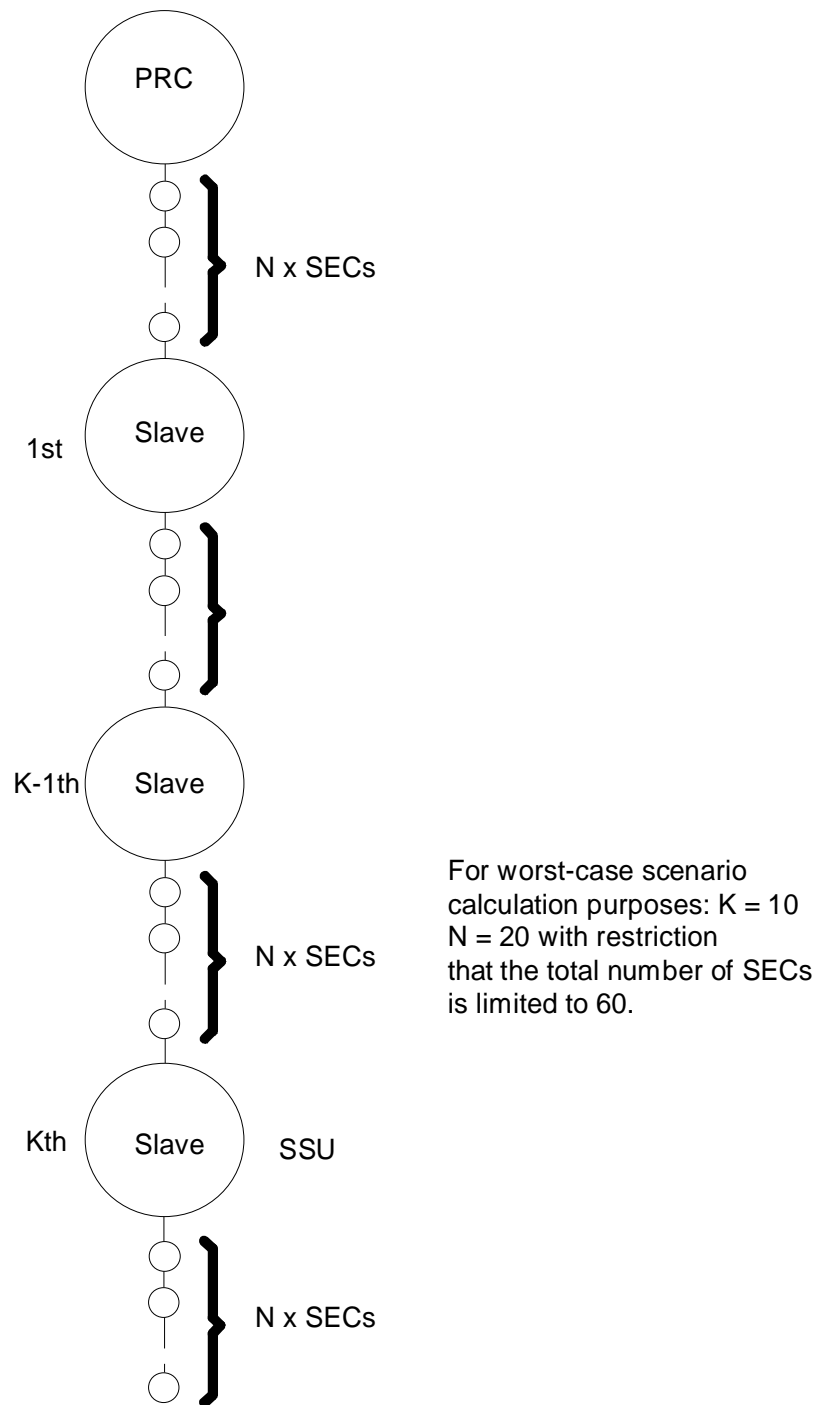 PRC
N x SECs
Slave
1st
K-1th
Slave
For worst-case scenario
calculation purposes: K = 10
N = 20 with restriction
that the total number of SECs
is limited to 60.
N x SECs
Kth
Slave
SSU
N x SECs